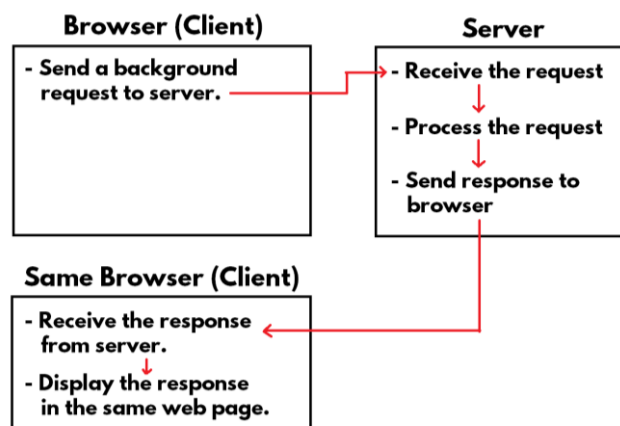 Browser (Client)
- Send a background
request to server.
Server
- Receive the request
- Process the request
- Send response to
browser
Same Browser (Client)
- Receive the response
from server.
- Display the response
in the same web page.